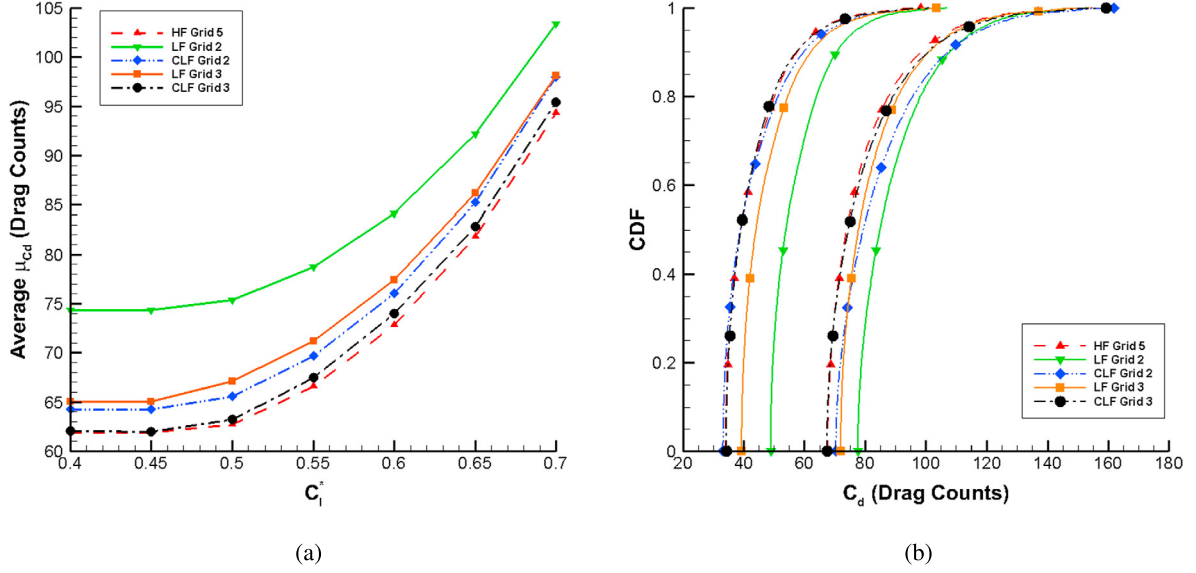 105
100
95
90
85
80
75
70
65
60
Average μCd (Drag Counts)
HF Grid 5
LF Grid 2
CLF Grid 2
LF Grid 3
CLF Grid 3
0.4 0.45 0.5 0.55 0.6 0.65 0.7
Cl*
(a)
1
0.8
0.6
0.4
0.2
0
CDF
HF Grid 5
LF Grid 2
CLF Grid 2
LF Grid 3
CLF Grid 3
20 40 60 80 100 120 140 160 180
Cd (Drag Counts)
(b)